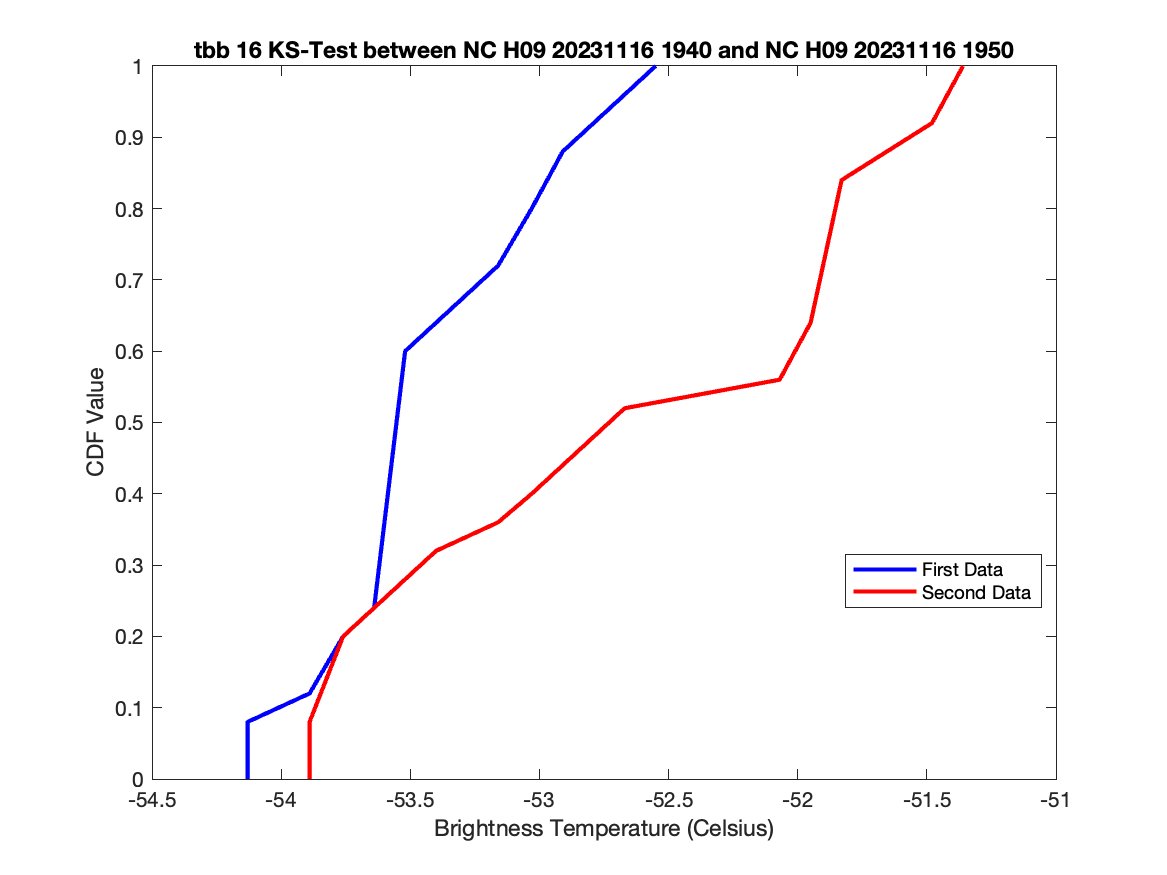 tbb 16 KS-Test between NC H09 20231116 1940 and NC H09 20231116 1950
1
0.9
0.8
0.7
0.6
0.5
0.4
0.3
0.2
0.1
0
CDF Value
First Data
Second Data
-54.5 -54 -53.5 -53 -52.5 -52 -51.5 -51
Brightness Temperature (Celsius)